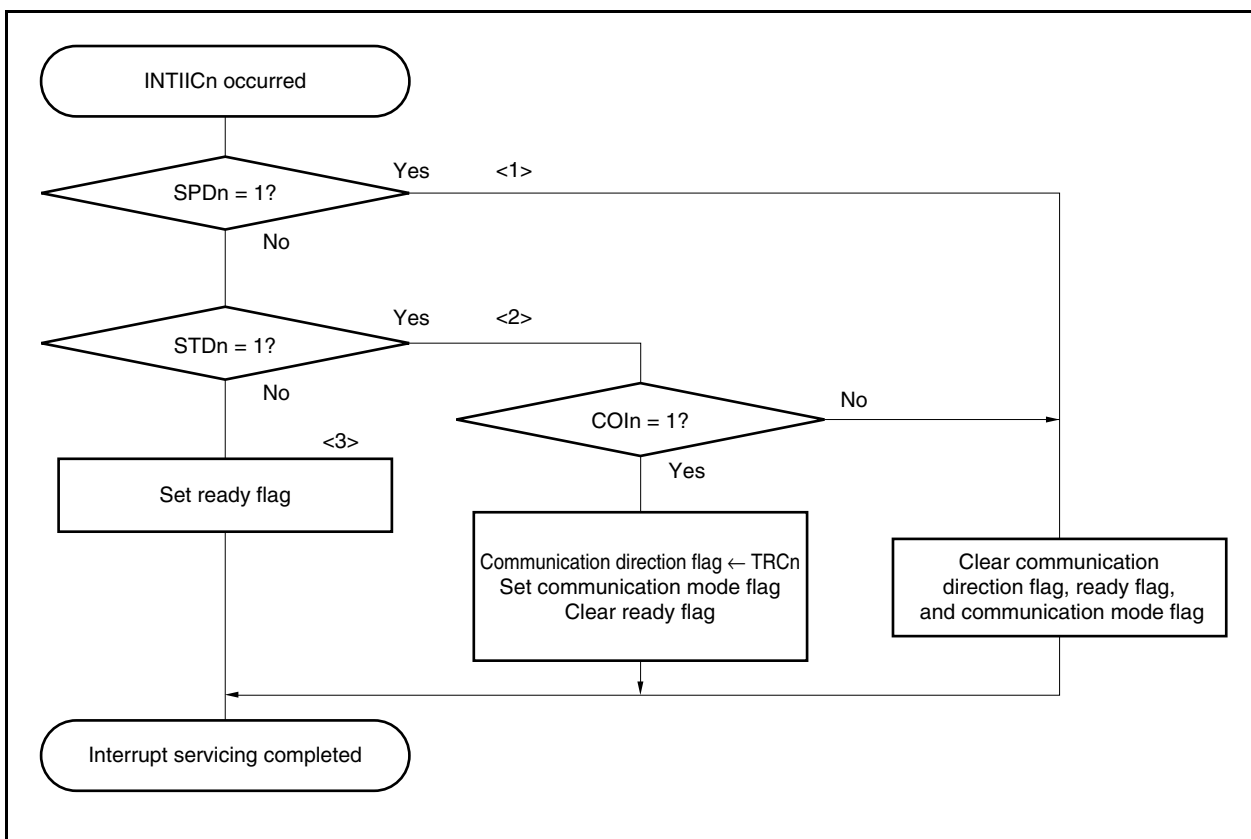 INTIICn occurred
Yes
<1>
SPDn = 1?
No
Yes
<2>
STDn = 1?
No
COIn = 1?
No
Yes
<3>
Set ready flag
Communication direction flag ← TRCn
Set communication mode flag
Clear ready flag
Clear communication
direction flag, ready flag,
and communication mode flag
Interrupt servicing completed